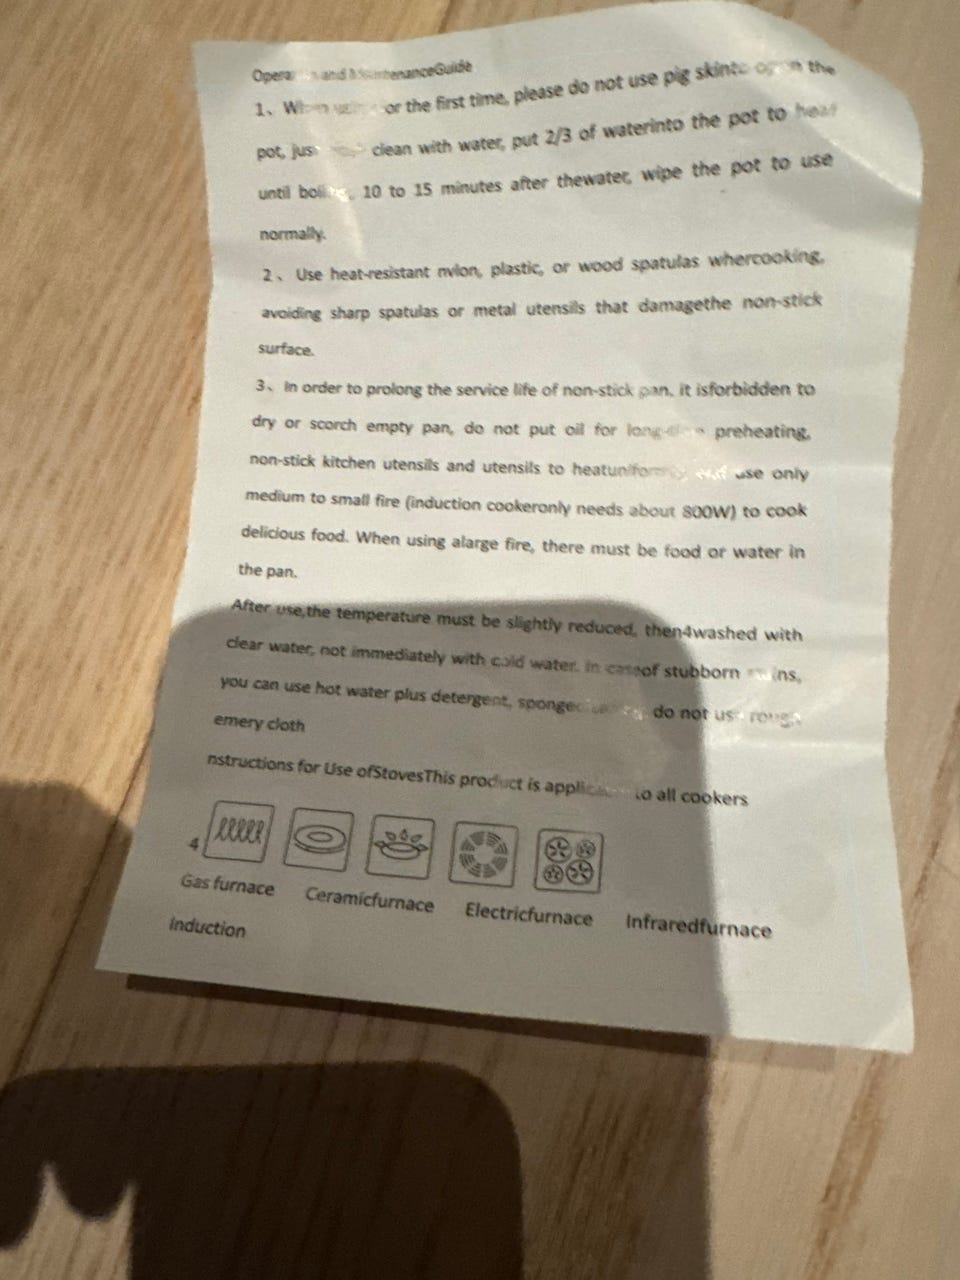 and MaintenanceGuide
1、 or the first time, please do not use pig skinto open the
pot, clean with water, put 2/3 of waterinto the pot to heat
until 10 to 15 minutes after thewater, wipe the pot to use
normally.
2、 Use heat-resistant nvlon, plastic, or wood spatulas whercooking,
avoiding sharp spatulas or metal utensils that damagethe non-stick
surface.
3、 In order to prolong the service life of non-stick pan, it isforbidden to
dry or scorch empty pan, do not put oil for preheating,
non-stick kitchen utensils and utensils to use only
medium to small fire (induction cookeronly needs about 800W) to cook
delicious food. When using alarge fire, there must be food or water in
the pan.
After use,the temperature must be slightly reduced, then4washed with
clear water, not immediately with cold water. In caseof stubborn
you can use hot water plus detergent, do not rough
emery cloth
nstructions for Use ofStovesThis product is to all cookers
4
Gas furnace Ceramicfurnace Electricfurnace Infraredfurnace
Induction